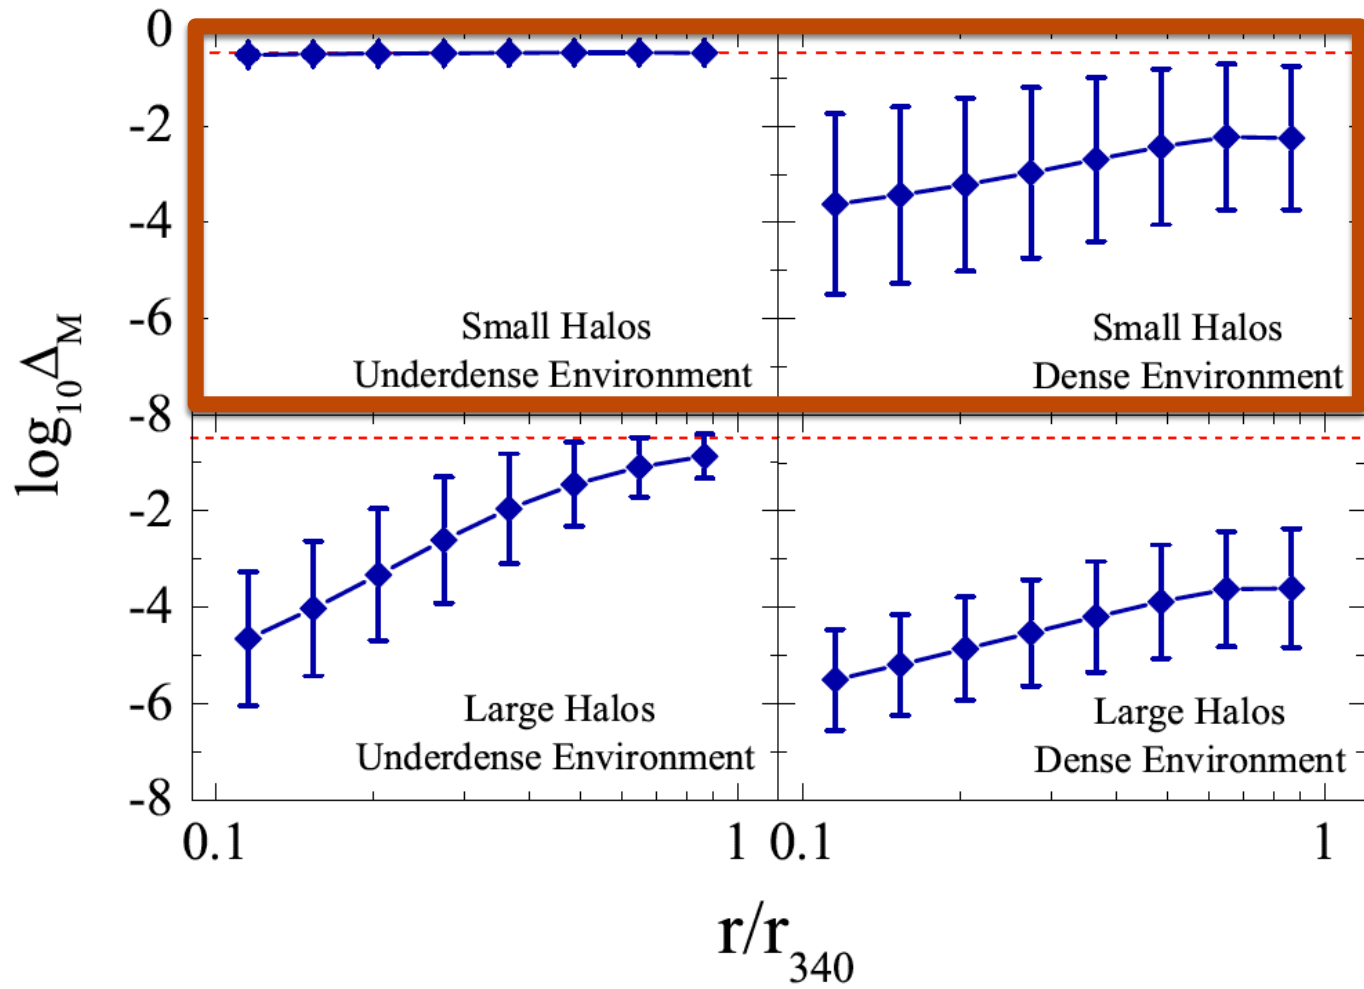 0
-2
-4
-6
-8
-2
-4
-6
-8
log₁₀Δ_M
Small Halos
Underdense Environment
Small Halos
Dense Environment
Large Halos
Underdense Environment
Large Halos
Dense Environment
0.1
1
0.1
1
r/r₃₄₀